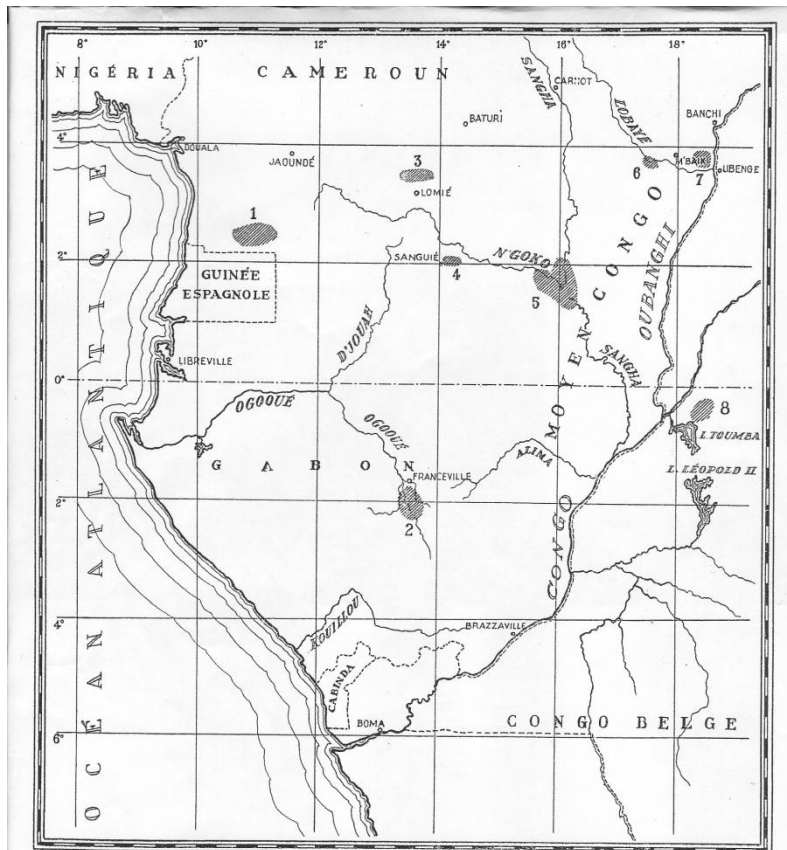 8° 10° 12° 14° 16° 18°
NIGÉRIA
CAMEROUN
SANGHA
CARNOT
LOBAYE
BATURI
BANGHI
4°
DOUALA
JAOUNDÉ
3
LOMIÉ
6
M'BAIK
7
LIBENGE
1
2°
SANGUIÉ
4
N'GOKO
5
GUINÉE
ESPAGNOLE
MOYEN CONGO
OUBANGHI
D'JOUAH
SANGHA
LIBREVILLE
0°
OGOOUÉ
OGOOUÉ
8
L.TOUMBA
GABON
ALIMA
L. LÉOPOLD II
FRANCEVILLE
2°
2
CONGO
4°
KOUILLOU
BRAZZAVILLE
CABINDA
BOMA
CONGO BELGE
6°
OCÉAN ATLANTIQUE